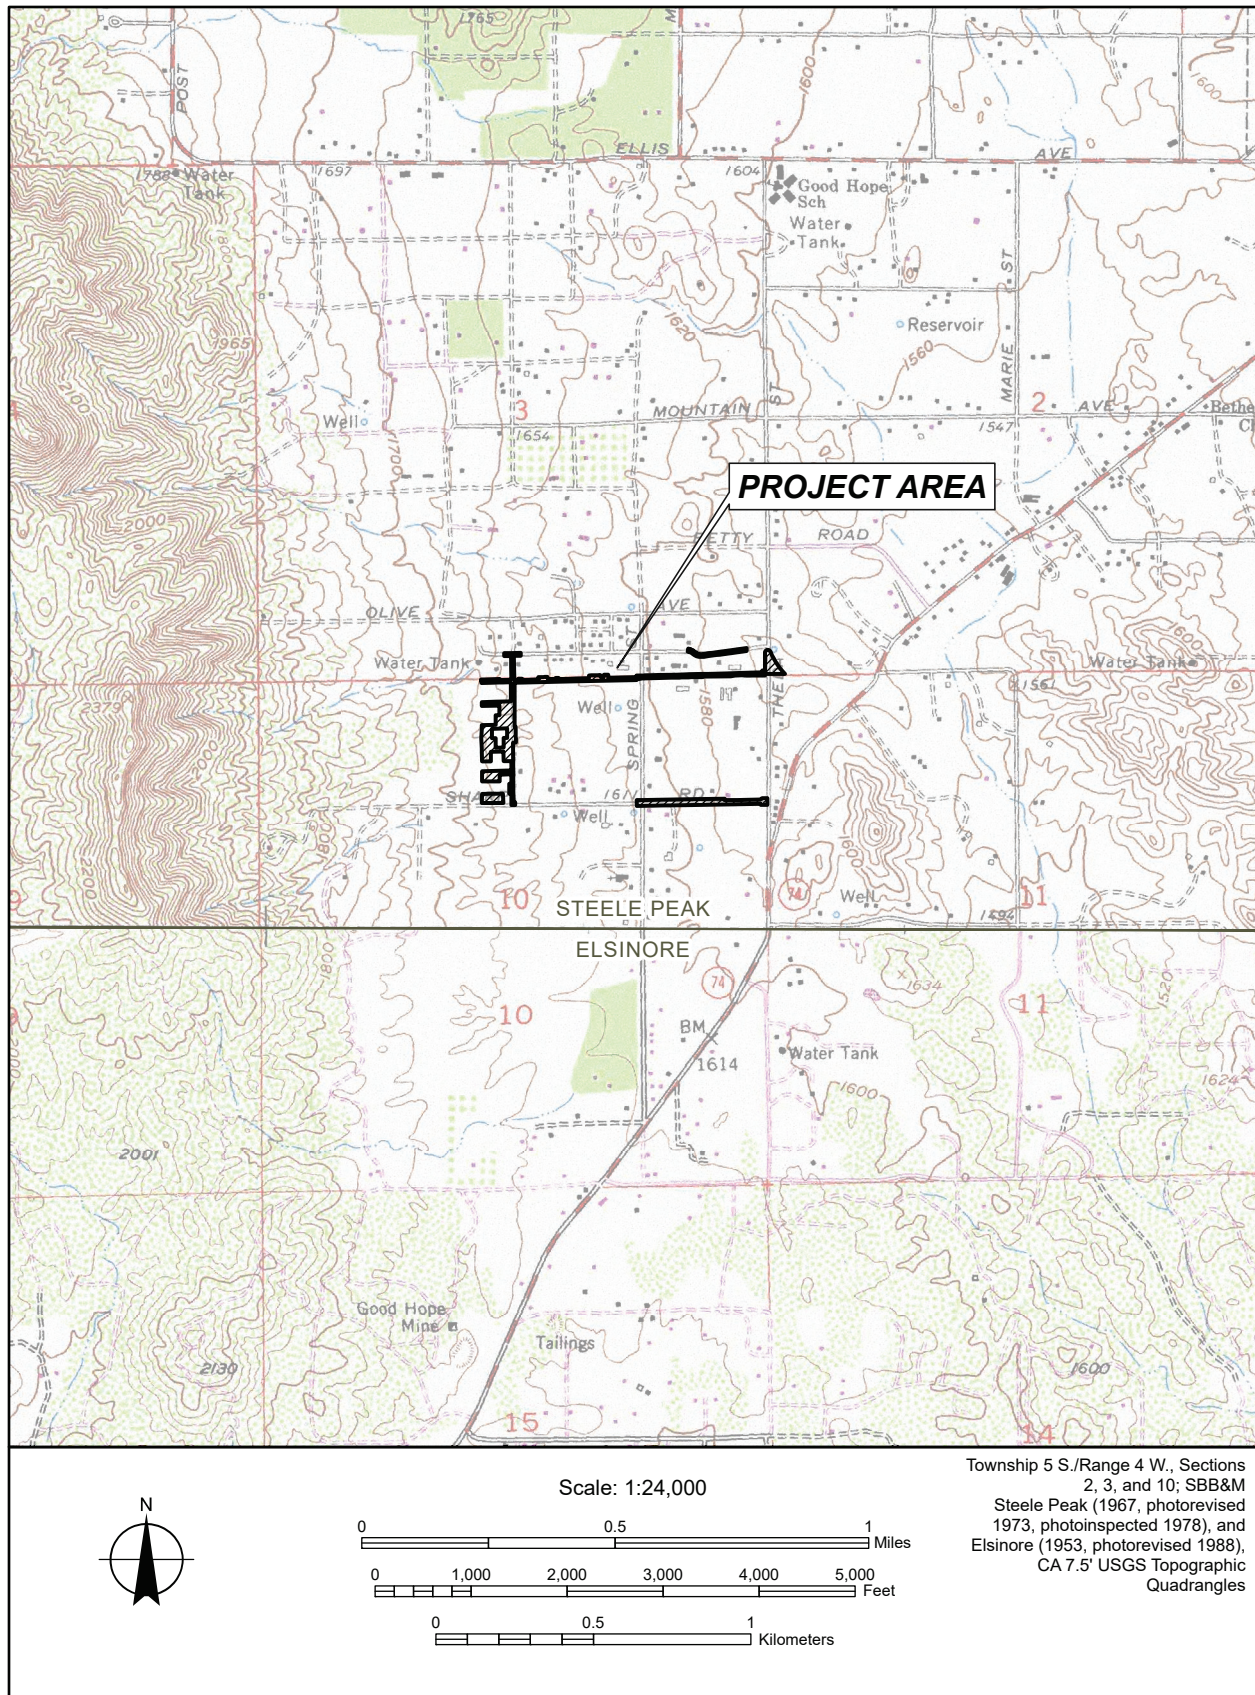 1765
POST
1600
1600
ELLIS
AVE
1788
Water
Tank
1697
1604
Good Hope
Sch
Water
Tank
ST
1965
1620
Reservoir
1560
MARIE
2200
Well
3
ST
MOUNTAIN
2
AVE
1654
1547
1700
PROJECT AREA
2000
BETTY
ROAD
OLIVE
AVE
ST
1600
Water Tank
Water Tank
2379
2000
Well
SPRING
1580
1561
1611
RD
Well
1800
1600
74
Well
10
11
1494
STEELE PEAK
ELSINORE
1800
74
1634
1520
10
11
BM
Water Tank
1614
1600
1624
2001
Good Hope
Mine
Tailings
2130
1600
15
14
N
Scale: 1:24,000
0 0.5 1
Miles
0 1,000 2,000 3,000 4,000 5,000
Feet
0 0.5 1
Kilometers
Township 5 S./Range 4 W., Sections
2, 3, and 10; SBB&M
Steele Peak (1967, photorevised
1973, photoinspected 1978), and
Elsinore (1953, photorevised 1988),
CA 7.5' USGS Topographic
Quadrangles